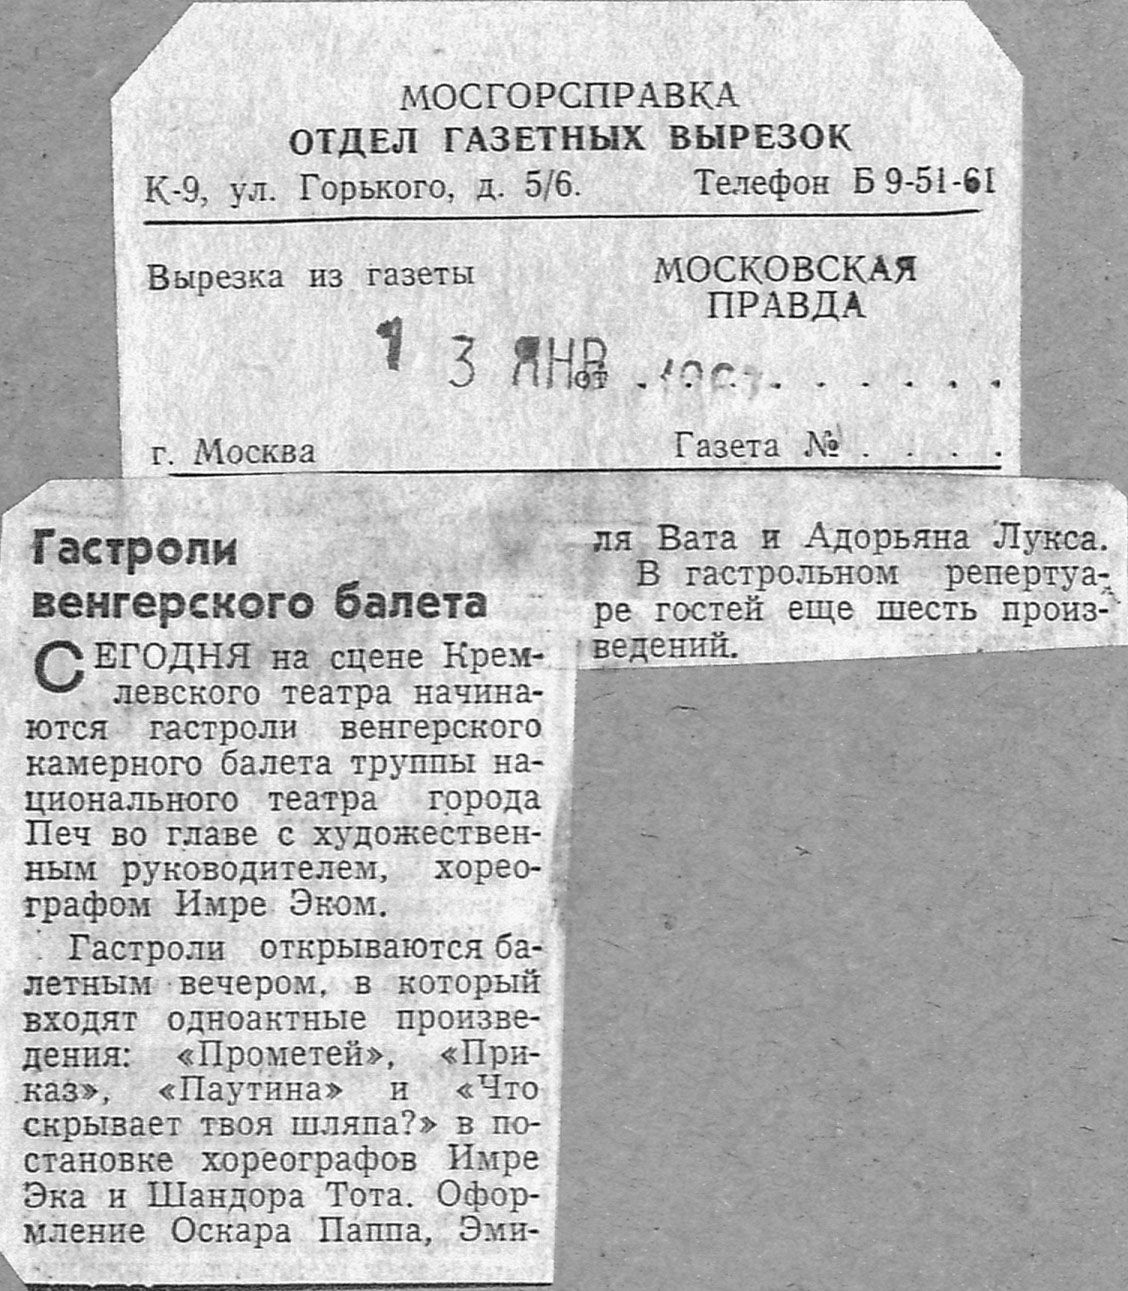 МОСГОРСПРАВКА
ОТДЕЛ ГАЗЕТНЫХ ВЫРЕЗОК
К-9, ул. Горького, д. 5/6. Телефон Б 9-51-61
Вырезка из газеты
МОСКОВСКАЯ
ПРАВДА
13 ЯНВ
от . . . . . . . . .
г. Москва Газета № . . . .
Гастроли
венгерского балета
СЕГОДНЯ на сцене Крем-
левского театра начина-
ются гастроли венгерского
камерного балета труппы на-
ционального театра города
Печ во главе с художествен-
ным руководителем, хорео-
графом Имре Эком.
Гастроли открываются ба-
летным вечером, в который
входят одноактные произве-
дения: «Прометей», «При-
каз», «Паутина» и «Что
скрывает твоя шляпа?» в по-
становке хореографов Имре
Эка и Шандора Тота. Офор-
мление Оскара Паппа, Эми-
ля Вата и Адорьяна Лукса.
В гастрольном репертуа-
ре гостей еще шесть произ-
ведений.